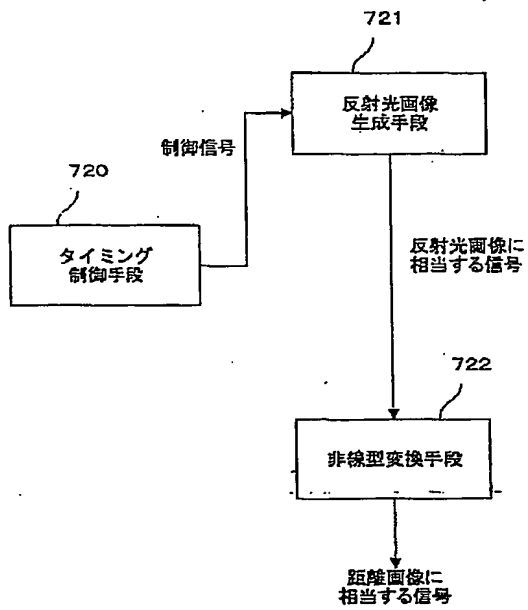 721
反射光画像
生成手段
制御信号
720
タイミング
制御手段
反射光画像に
相当する信号
722
非線型変換手段
距離画像に
相当する信号